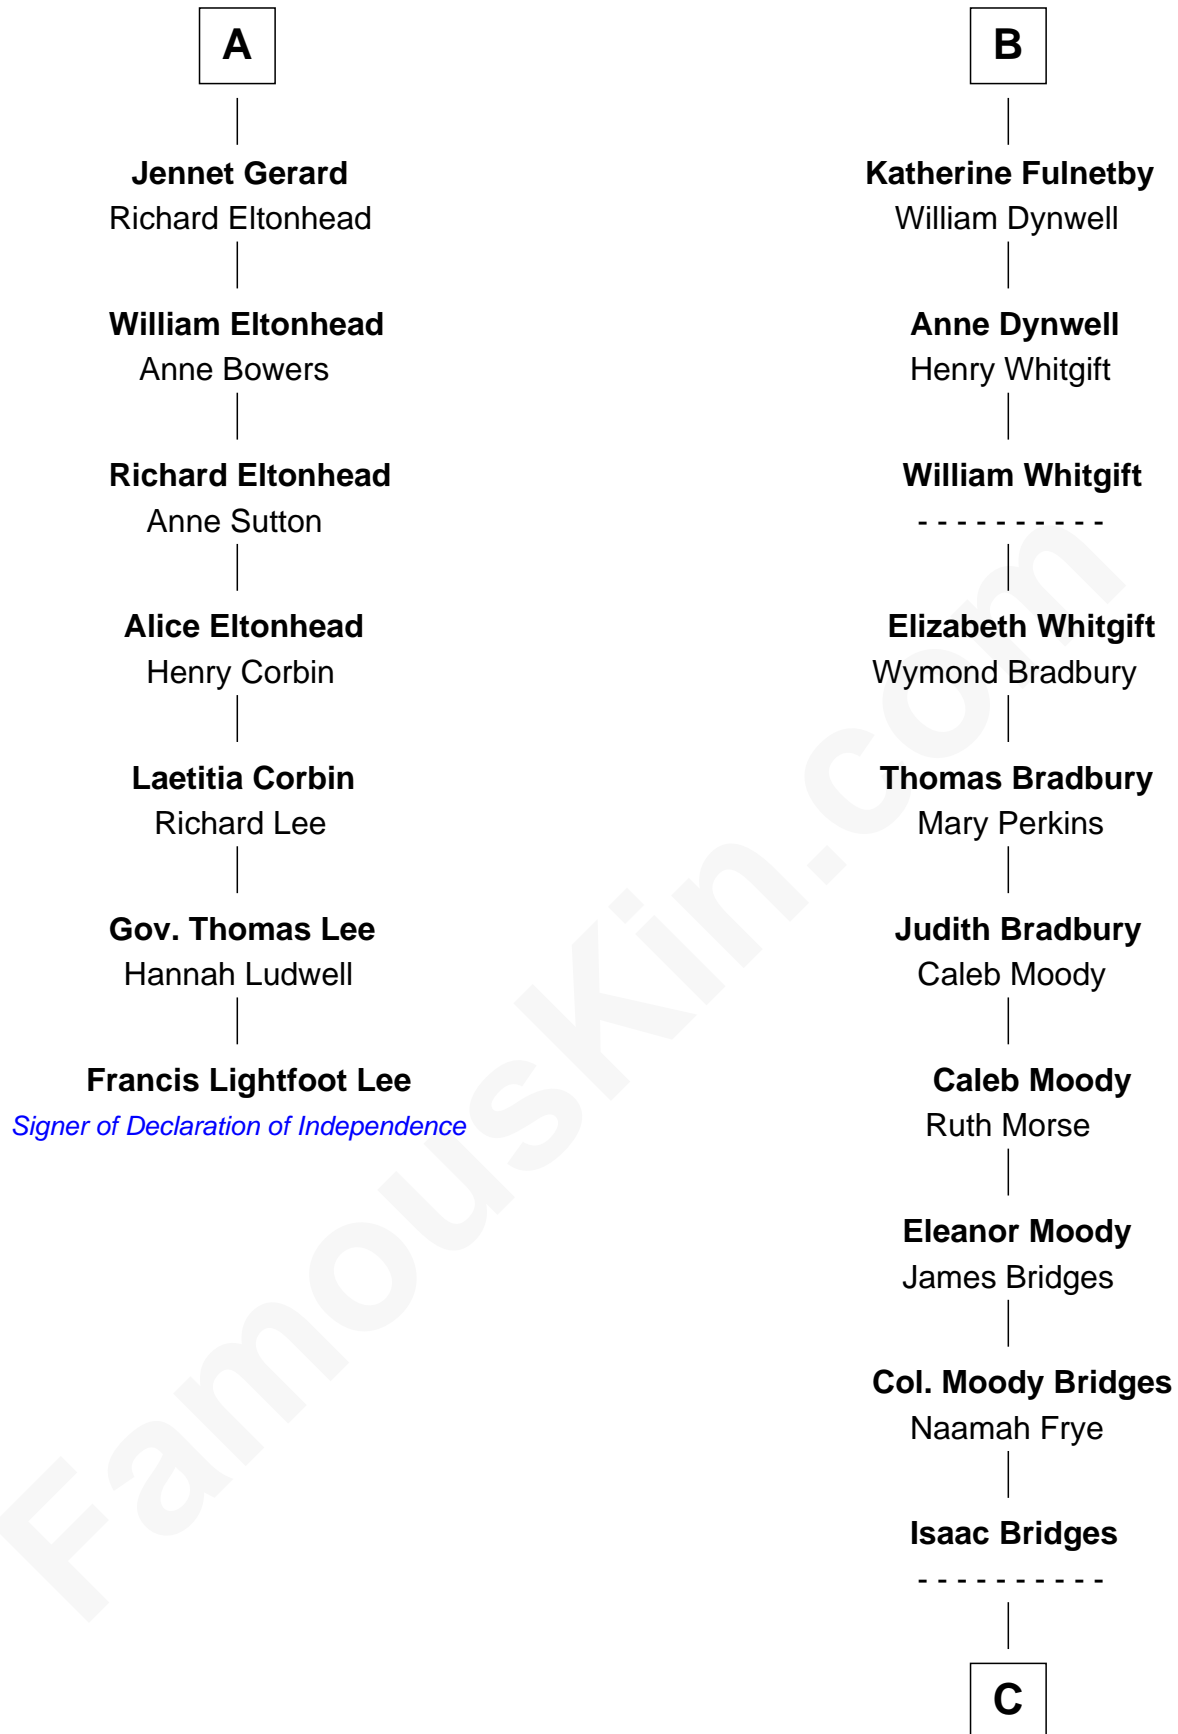 A
Jennet Gerard
Richard Eltonhead
William Eltonhead
Anne Bowers
Richard Eltonhead
Anne Sutton
Alice Eltonhead
Henry Corbin
Laetitia Corbin
Richard Lee
Gov. Thomas Lee
Hannah Ludwell
Francis Lightfoot Lee
Signer of Declaration of Independence
B
Katherine Fulnetby
William Dynwell
Anne Dynwell
Henry Whitgift
William Whitgift
- - - - - - - - - -
Elizabeth Whitgift
Wymond Bradbury
Thomas Bradbury
Mary Perkins
Judith Bradbury
Caleb Moody
Caleb Moody
Ruth Morse
Eleanor Moody
James Bridges
Col. Moody Bridges
Naamah Frye
Isaac Bridges
- - - - - - - - - -
C
FamousKin.com